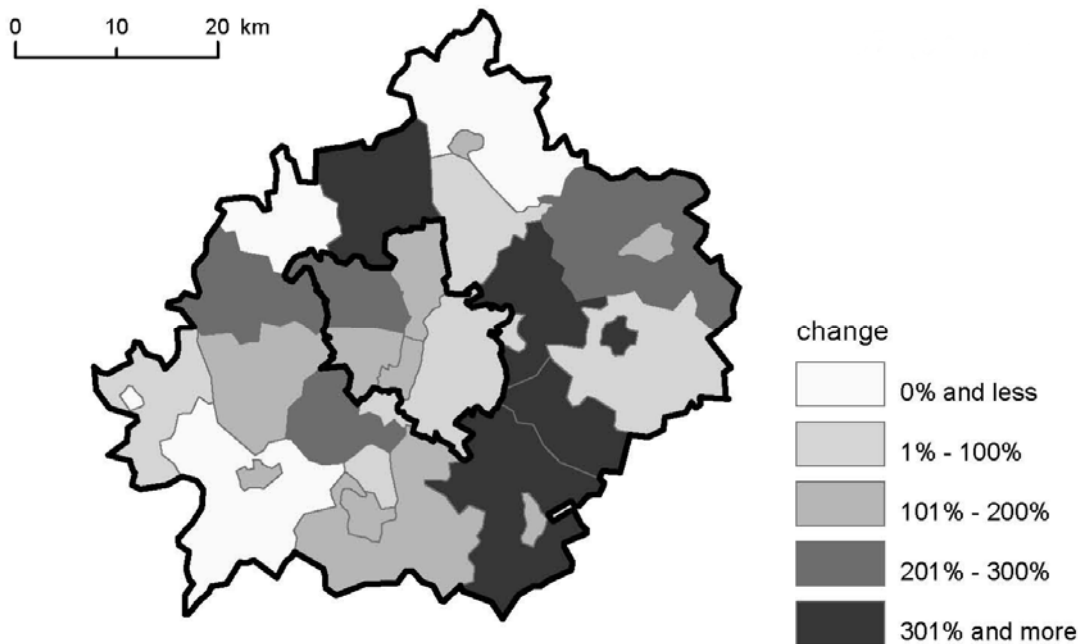 0 10 20 km
change
0% and less
1% - 100%
101% - 200%
201% - 300%
301% and more